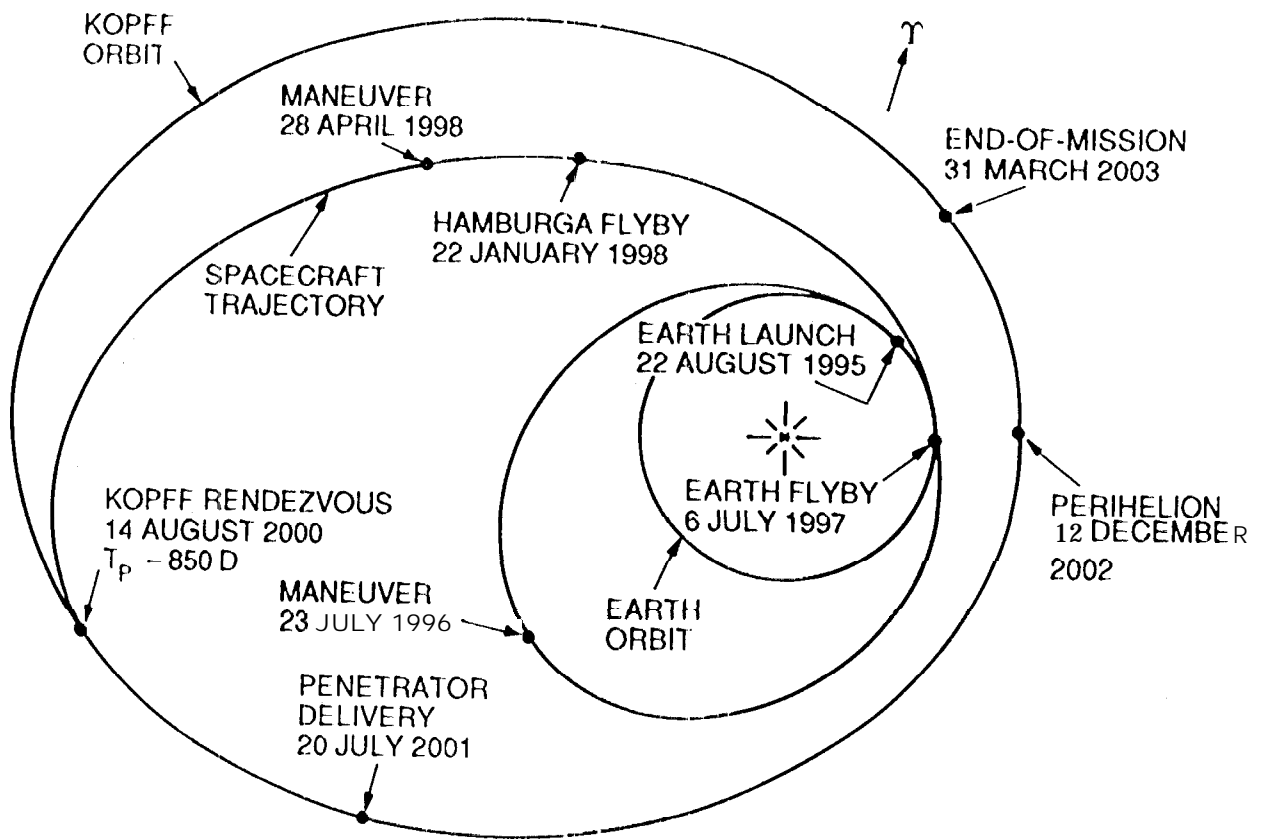 KOPFF
ORBIT
♈
MANEUVER
28 APRIL 1998
END-OF-MISSION
31 MARCH 2003
HAMBURGA FLYBY
22 JANUARY 1998
SPACECRAFT
TRAJECTORY
EARTH LAUNCH
22 AUGUST 1995
KOPFF RENDEZVOUS
14 AUGUST 2000
Tₚ – 850 D
EARTH FLYBY
6 JULY 1997
PERIHELION
12 DECEMBER
2002
MANEUVER
23 JULY 1996
EARTH
ORBIT
PENETRATOR
DELIVERY
20 JULY 2001